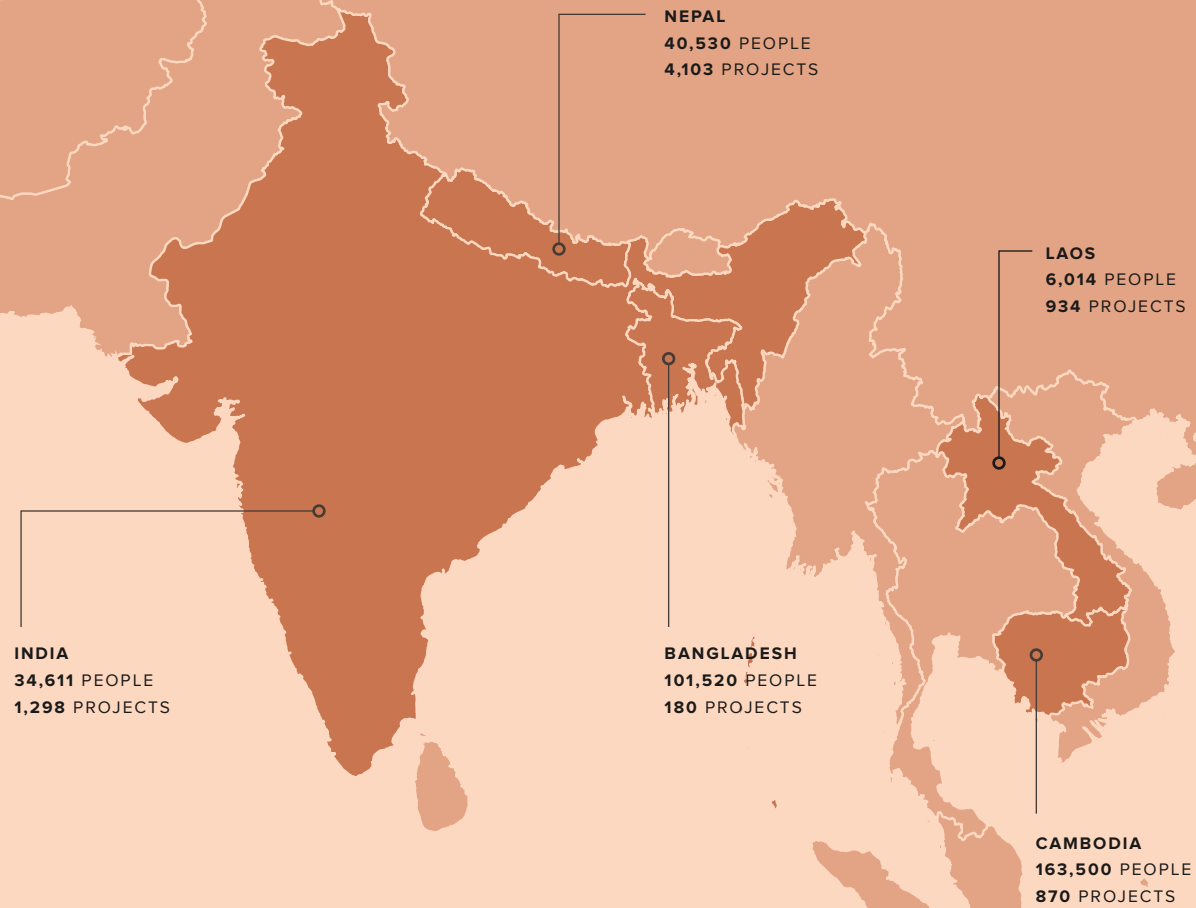 NEPAL
40,530 PEOPLE
4,103 PROJECTS
LAOS
6,014 PEOPLE
934 PROJECTS
INDIA
34,611 PEOPLE
1,298 PROJECTS
BANGLADESH
101,520 PEOPLE
180 PROJECTS
CAMBODIA
163,500 PEOPLE
870 PROJECTS